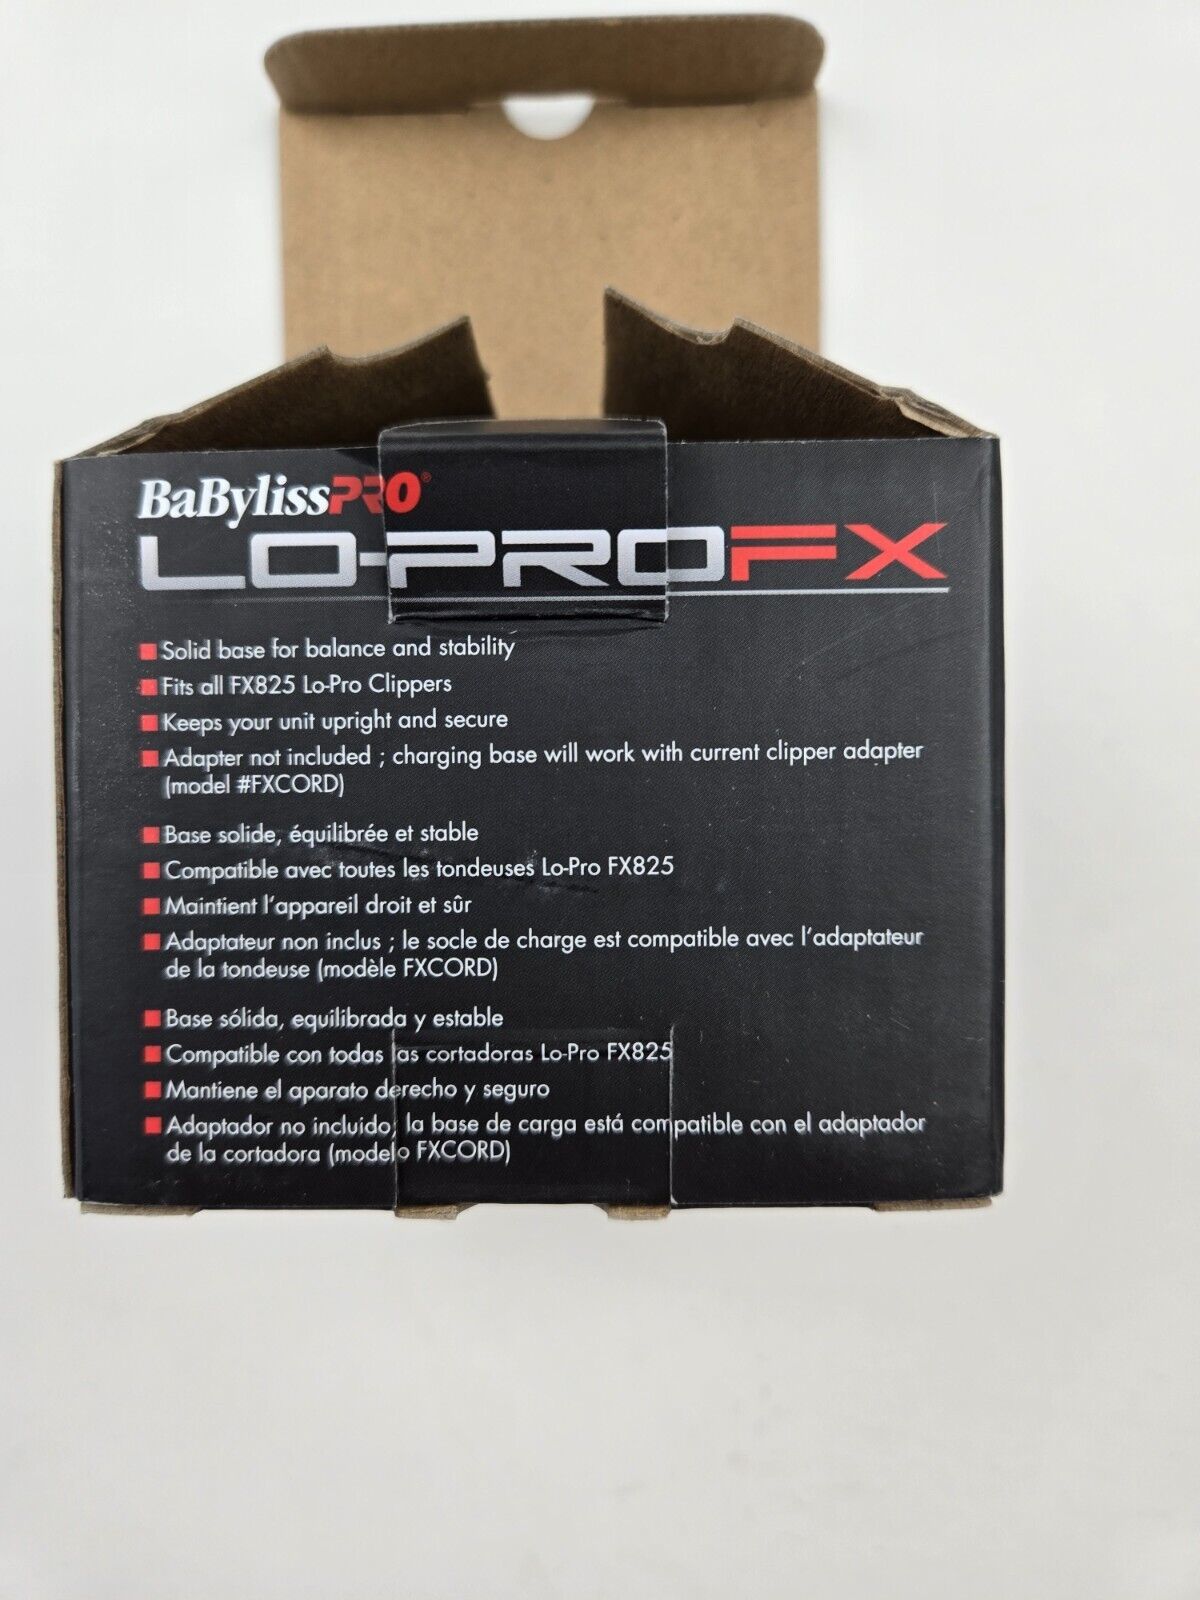 BaBylissPRO®
LO-PROFX
Solid base for balance and stability
Fits all FX825 Lo-Pro Clippers
Keeps your unit upright and secure
Adapter not included ; charging base will work with current clipper adapter
(model #FXCORD)
Base solide, équilibrée et stable
Compatible avec toutes les tondeuses Lo-Pro FX825
Maintient l'appareil droit et sûr
Adaptateur non inclus ; le socle de charge est compatible avec l'adaptateur
de la tondeuse (modèle FXCORD)
Base sólida, equilibrada y estable
Compatible con todas las cortadoras Lo-Pro FX825
Mantiene el aparato derecho y seguro
Adaptador no incluido; la base de carga está compatible con el adaptador
de la cortadora (modelo FXCORD)